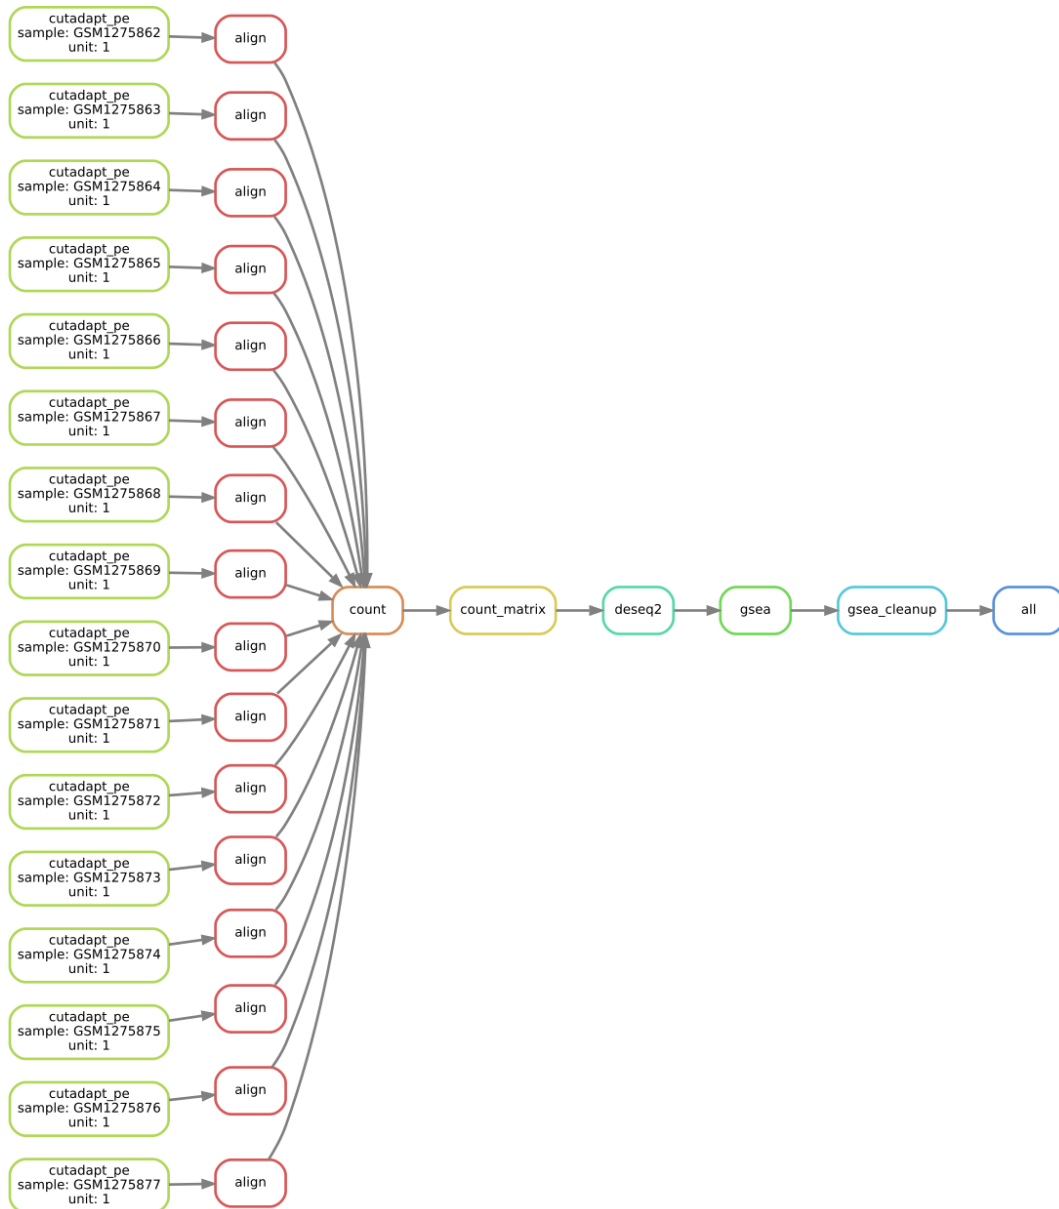 cutadapt_pe
sample: GSM1275862
unit: 1
align
cutadapt_pe
sample: GSM1275863
unit: 1
align
cutadapt_pe
sample: GSM1275864
unit: 1
align
cutadapt_pe
sample: GSM1275865
unit: 1
align
cutadapt_pe
sample: GSM1275866
unit: 1
align
cutadapt_pe
sample: GSM1275867
unit: 1
align
cutadapt_pe
sample: GSM1275868
unit: 1
align
cutadapt_pe
sample: GSM1275869
unit: 1
align
cutadapt_pe
sample: GSM1275870
unit: 1
align
cutadapt_pe
sample: GSM1275871
unit: 1
align
cutadapt_pe
sample: GSM1275872
unit: 1
align
cutadapt_pe
sample: GSM1275873
unit: 1
align
cutadapt_pe
sample: GSM1275874
unit: 1
align
cutadapt_pe
sample: GSM1275875
unit: 1
align
cutadapt_pe
sample: GSM1275876
unit: 1
align
cutadapt_pe
sample: GSM1275877
unit: 1
align
count
count_matrix
deseq2
gsea
gsea_cleanup
all